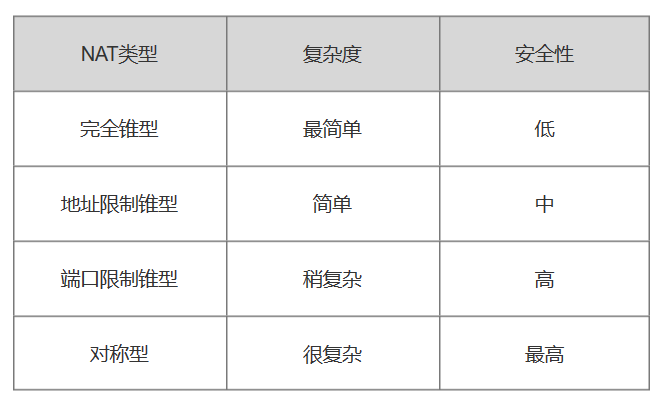 NAT类型 复杂度 安全性
完全锥型 最简单 低
地址限制锥型 简单 中
端口限制锥型 稍复杂 高
对称型 很复杂 最高